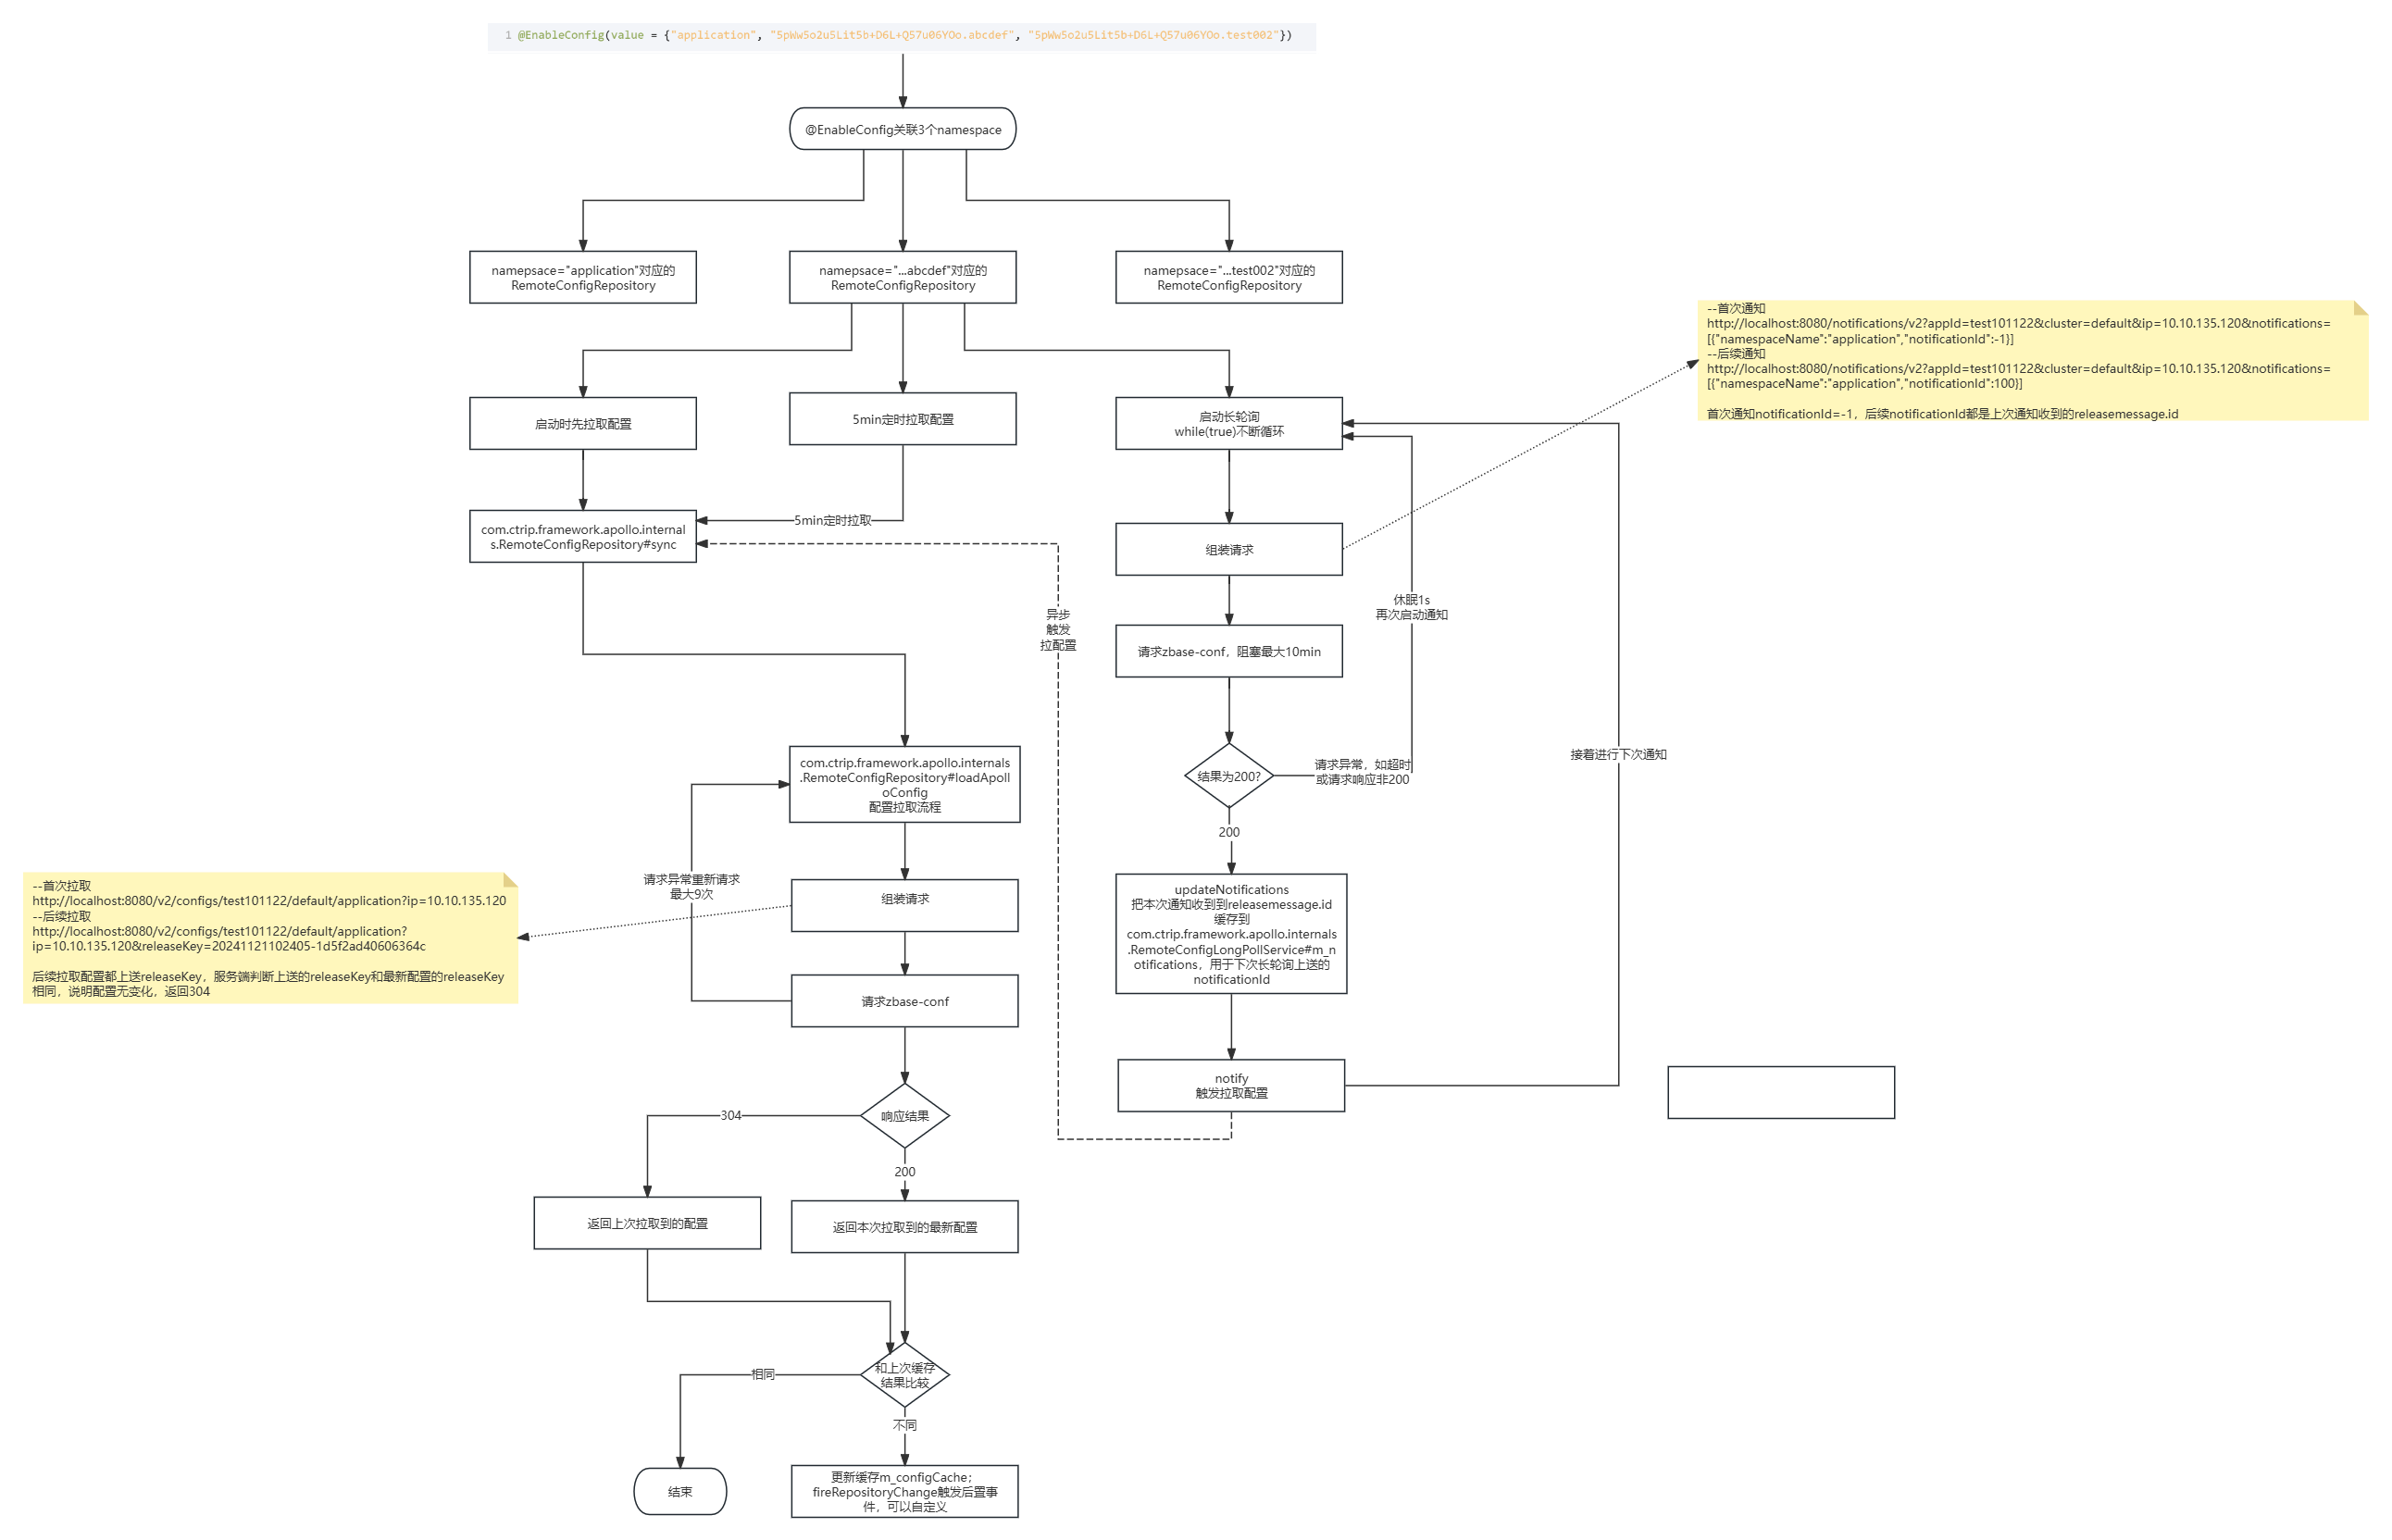 1 @EnableConfig(value = {"application", "5pWw5o2u5Lit5b+D6L+Q57u06YOo.abcdef", "5pWw5o2u5Lit5b+D6L+Q57u06YOo.test002"})
@EnableConfig关联3个namespace
namepsace="application"对应的
RemoteConfigRepository
namepsace="...abcdef"对应的
RemoteConfigRepository
namepsace="...test002"对应的
RemoteConfigRepository
--首次通知
http://localhost:8080/notifications/v2?appId=test101122&cluster=default&ip=10.10.135.120&notifications=
[{"namespaceName":"application","notificationId":-1}]
--后续通知
http://localhost:8080/notifications/v2?appId=test101122&cluster=default&ip=10.10.135.120&notifications=
[{"namespaceName":"application","notificationId":100}]
首次通知notificationId=-1，后续notificationId都是上次通知收到的releasemessage.id
启动时先拉取配置
5min定时拉取配置
启动长轮询
while(true)不断循环
com.ctrip.framework.apollo.internal
s.RemoteConfigRepository#sync
5min定时拉取
组装请求
异步
触发
拉配置
休眠1s
再次启动通知
请求zbase-conf，阻塞最大10min
com.ctrip.framework.apollo.internals
.RemoteConfigRepository#loadApoll
oConfig
配置拉取流程
结果为200?
请求异常，如超时
或请求响应非200
接着进行下次通知
200
请求异常重新请求
最大9次
--首次拉取
http://localhost:8080/v2/configs/test101122/default/application?ip=10.10.135.120
--后续拉取
http://localhost:8080/v2/configs/test101122/default/application?
ip=10.10.135.120&releaseKey=20241121102405-1d5f2ad40606364c
后续拉取配置都上送releaseKey，服务端判断上送的releaseKey和最新配置的releaseKey
相同，说明配置无变化，返回304
组装请求
updateNotifications
把本次通知收到到releasemessage.id
缓存到
com.ctrip.framework.apollo.internals
.RemoteConfigLongPollService#m_n
otifications，用于下次长轮询上送的
notificationId
请求zbase-conf
notify
触发拉取配置
响应结果
304
200
返回上次拉取到的配置
返回本次拉取到的最新配置
和上次缓存
结果比较
相同
不同
结束
更新缓存m_configCache；
fireRepositoryChange触发后置事
件，可以自定义